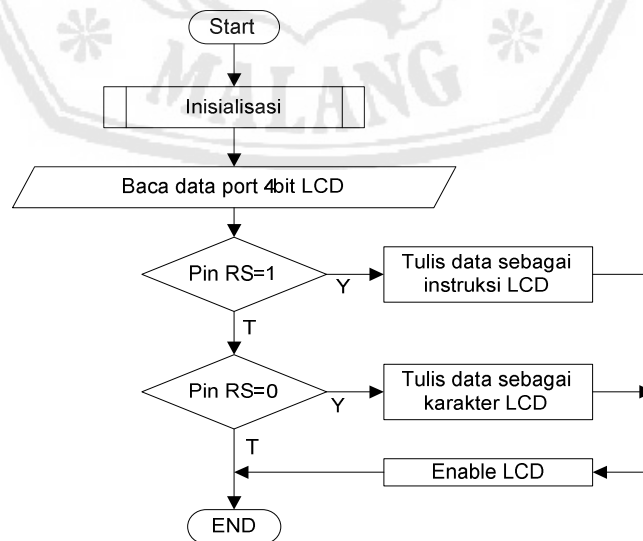 Start
MALANG
Inisialisasi
Baca data port 4bit LCD
Pin RS=1
Y
Tulis data sebagai
instruksi LCD
T
Pin RS=0
Y
Tulis data sebagai
karakter LCD
T
Enable LCD
END